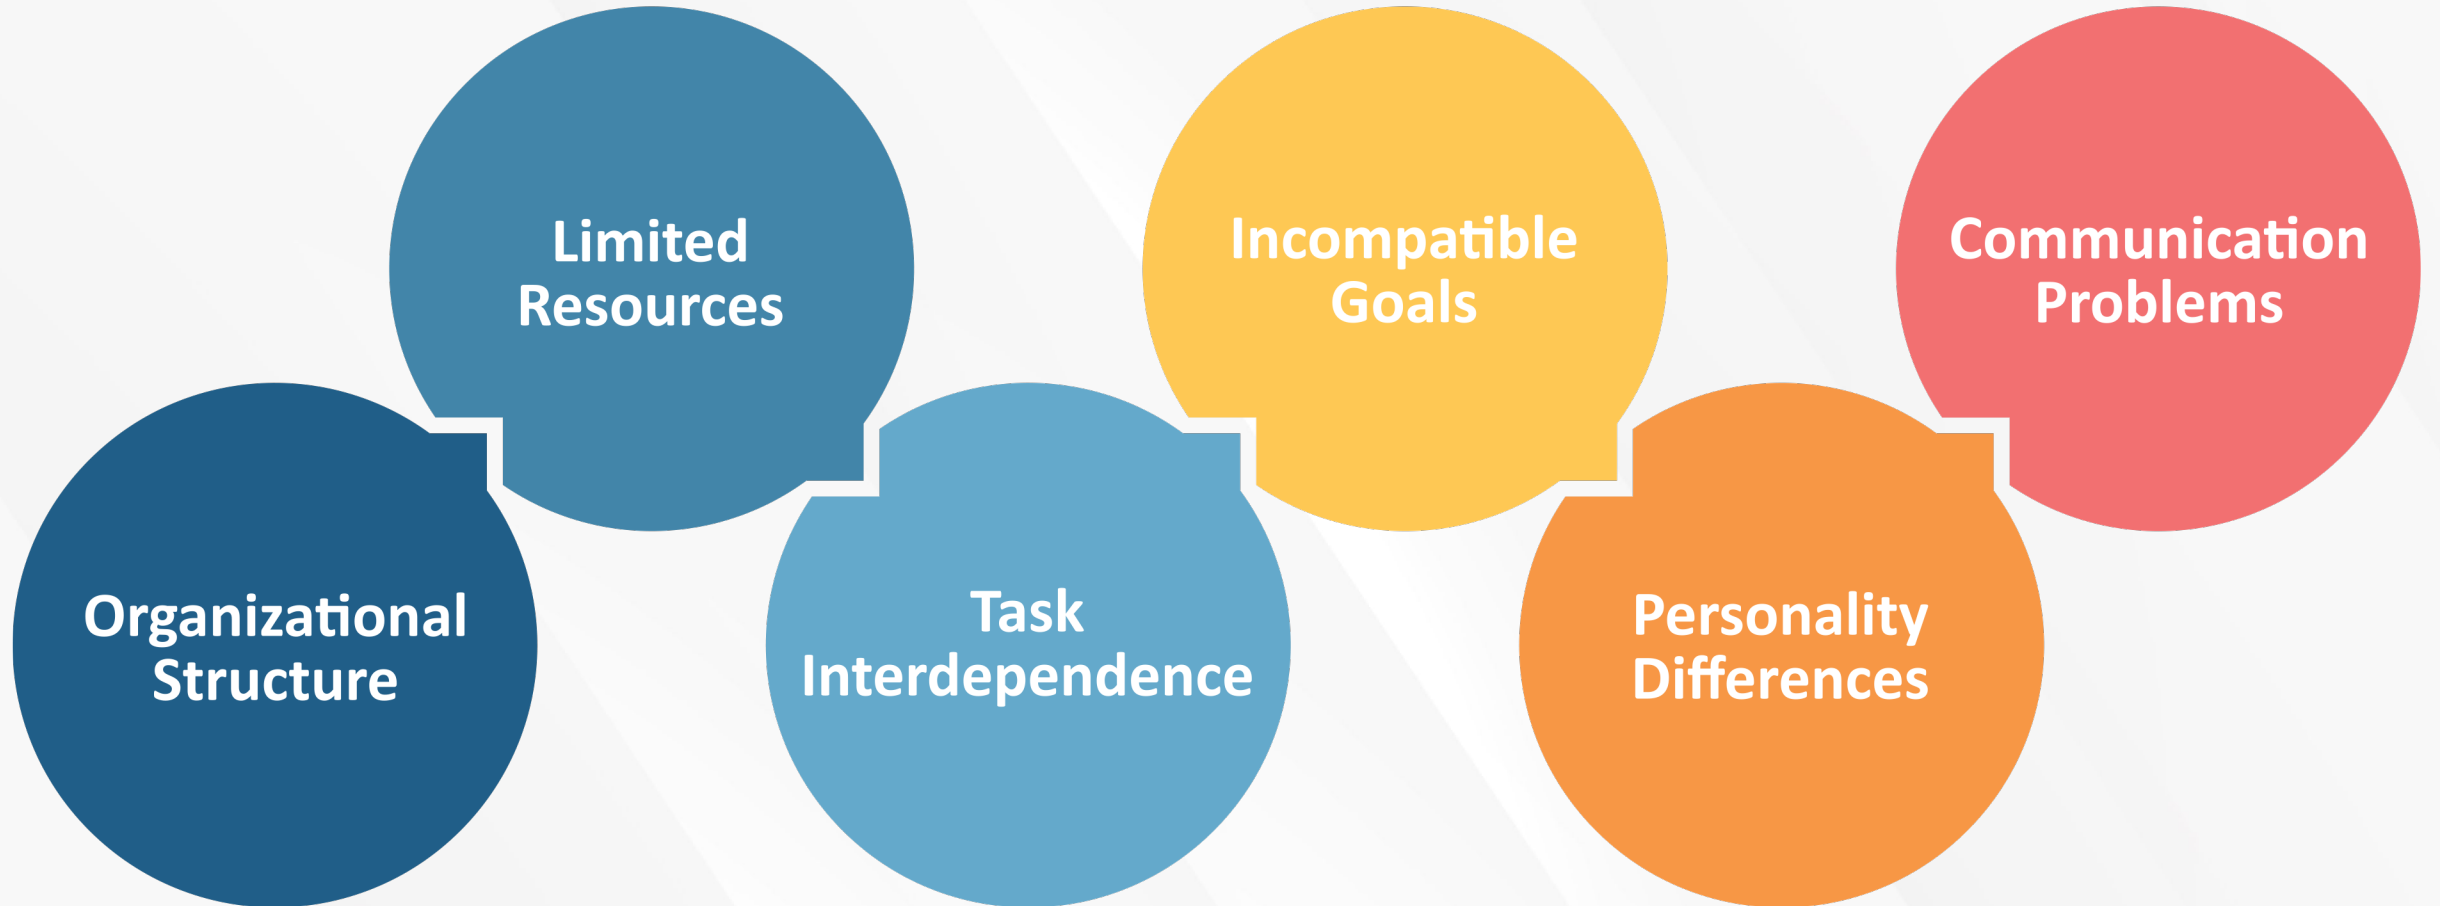 Organizational
Structure
Limited
Resources
Task
Interdependence
Incompatible
Goals
Personality
Differences
Communication
Problems